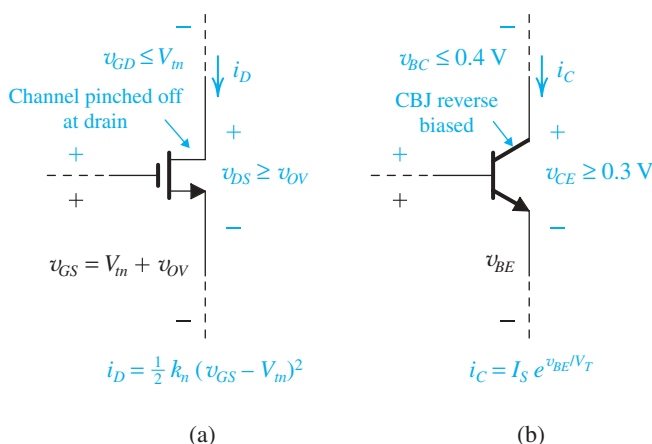 v_GD ≤ V_tn
i_D
Channel pinched off
at drain
+
+
+
v_DS ≥ v_OV
−
−
v_GS = V_tn + v_OV
−
i_D = ½ k_n (v_GS – V_tn)²
(a)
v_BC ≤ 0.4 V
i_C
CBJ reverse
biased
+
+
+
v_CE ≥ 0.3 V
−
−
v_BE
−
i_C = I_S e^{v_BE/V_T}
(b)